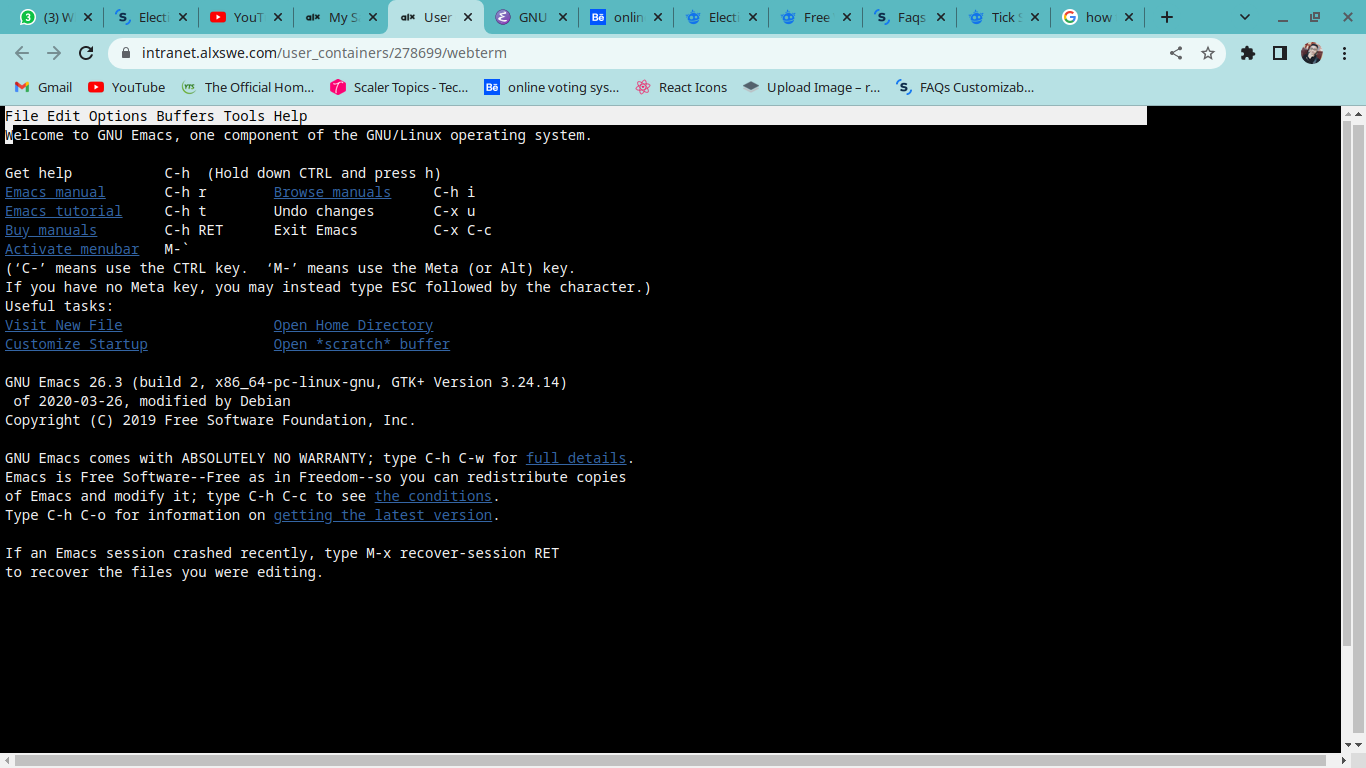 (3) W
Electi
YouT
My S
User
GNU
onlin
Electi
Free
Faqs
Tick S
how
intranet.alxswe.com/user_containers/278699/webterm
Gmail YouTube The Official Hom... Scaler Topics - Tec... online voting sys... React Icons Upload Image – r... FAQs Customizab...
File Edit Options Buffers Tools Help
Welcome to GNU Emacs, one component of the GNU/Linux operating system.
Get help C-h (Hold down CTRL and press h)
Emacs manual C-h r Browse manuals C-h i
Emacs tutorial C-h t Undo changes C-x u
Buy manuals C-h RET Exit Emacs C-x C-c
Activate menubar M-`
(‘C-’ means use the CTRL key. ‘M-’ means use the Meta (or Alt) key.
If you have no Meta key, you may instead type ESC followed by the character.)
Useful tasks:
Visit New File Open Home Directory
Customize Startup Open *scratch* buffer
GNU Emacs 26.3 (build 2, x86_64-pc-linux-gnu, GTK+ Version 3.24.14)
of 2020-03-26, modified by Debian
Copyright (C) 2019 Free Software Foundation, Inc.
GNU Emacs comes with ABSOLUTELY NO WARRANTY; type C-h C-w for full details.
Emacs is Free Software--Free as in Freedom--so you can redistribute copies
of Emacs and modify it; type C-h C-c to see the conditions.
Type C-h C-o for information on getting the latest version.
If an Emacs session crashed recently, type M-x recover-session RET
to recover the files you were editing.